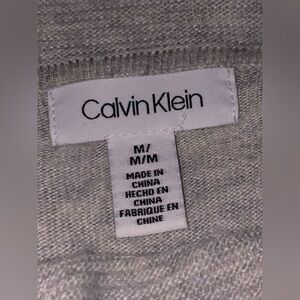 Calvin Klein
M/
M/M
MADE IN
CHINA
HECHO EN
CHINA
FABRIQUE EN
CHINE